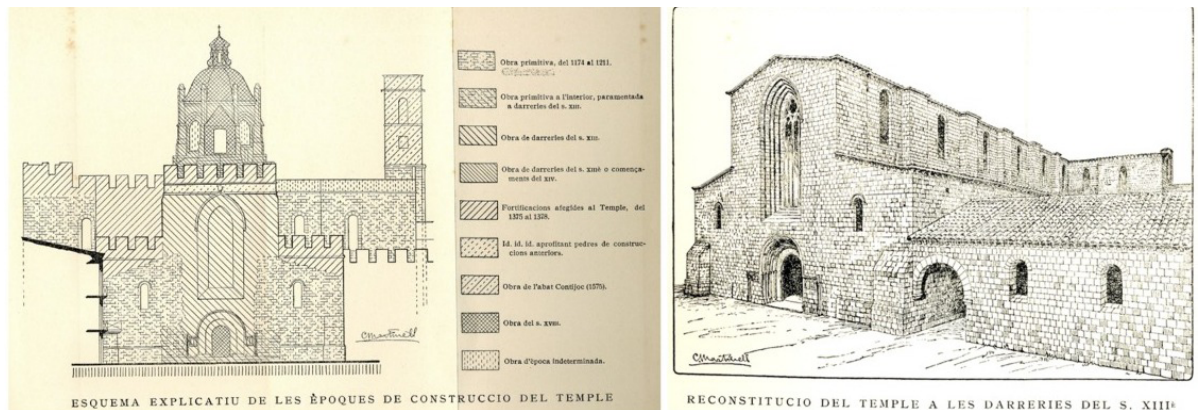 Obra primitiva, del 1174 al 1211.
Obra primitiva a l'interior, paramentada
a darreries del s. XIII.
Obra de darreries del s. XIII.
Obra de darreries del s. XIIIè o comença-
ments del XIV.
Fortificacions afegides al Temple, del
1375 al 1378.
Id. id. id. aprofitant pedres de construc-
cions anteriors.
Obra de l'abat Contijoc (1575).
Obra del s. XVIII.
Obra d'època indeterminada.
CMartinell
ESQUEMA EXPLICATIU DE LES ÈPOQUES DE CONSTRUCCIO DEL TEMPLE
CMartinell
RECONSTITUCIO DEL TEMPLE A LES DARRERIES DEL S. XIIIè